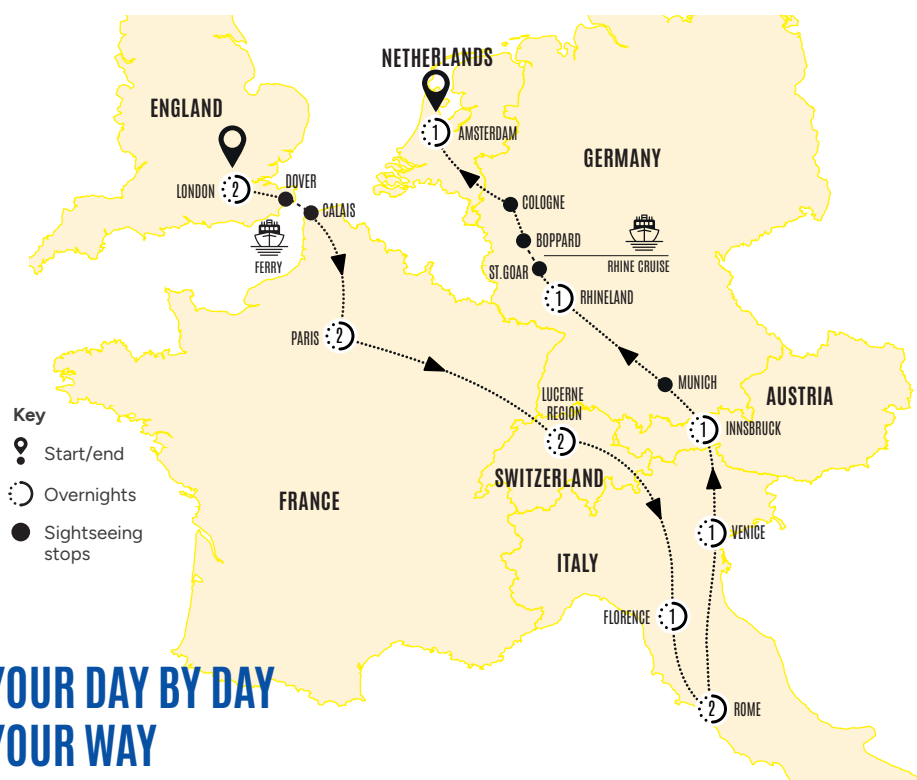 NETHERLANDS
ENGLAND
1
AMSTERDAM
GERMANY
DOVER
LONDON
2
CALAIS
COLOGNE
BOPPARD
FERRY
ST.GOAR
RHINE CRUISE
1
RHINELAND
PARIS
2
MUNICH
LUCERNE
REGION
AUSTRIA
2
1
INNSBRUCK
Key
Start/end
Overnights
Sightseeing
stops
SWITZERLAND
FRANCE
1
VENICE
ITALY
FLORENCE
1
2
ROME
YOUR DAY BY DAY
YOUR WAY